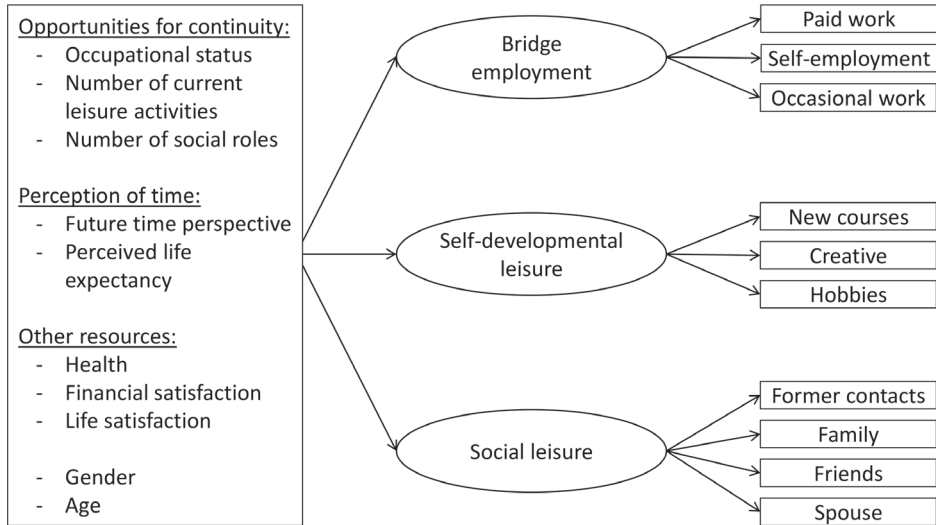 Opportunities for continuity:
- Occupational status
- Number of current
leisure activities
- Number of social roles
Perception of time:
- Future time perspective
- Perceived life
expectancy
Other resources:
- Health
- Financial satisfaction
- Life satisfaction
- Gender
- Age
Bridge
employment
Paid work
Self-employment
Occasional work
Self-developmental
leisure
New courses
Creative
Hobbies
Social leisure
Former contacts
Family
Friends
Spouse